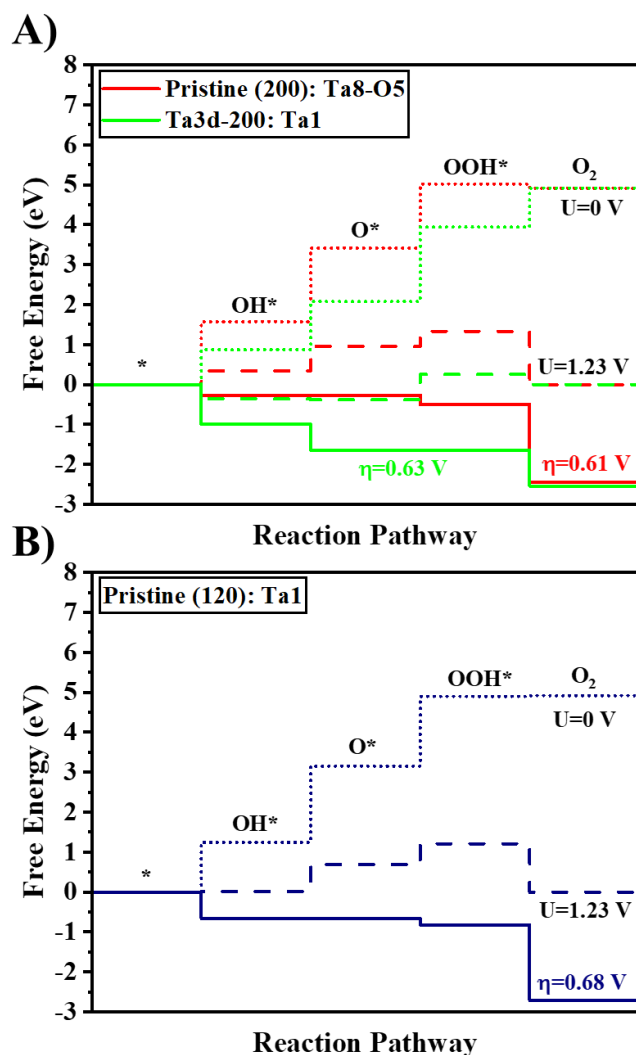 A)
8
7
6
5
4
3
2
1
0
-1
-2
-3
Free Energy (eV)
Pristine (200): Ta8-O5
Ta3d-200: Ta1
*
OH*
O*
OOH*
O₂
U=0 V
U=1.23 V
η=0.63 V
η=0.61 V
Reaction Pathway
B)
8
7
6
5
4
3
2
1
0
-1
-2
-3
Free Energy (eV)
Pristine (120): Ta1
*
OH*
O*
OOH*
O₂
U=0 V
U=1.23 V
η=0.68 V
Reaction Pathway